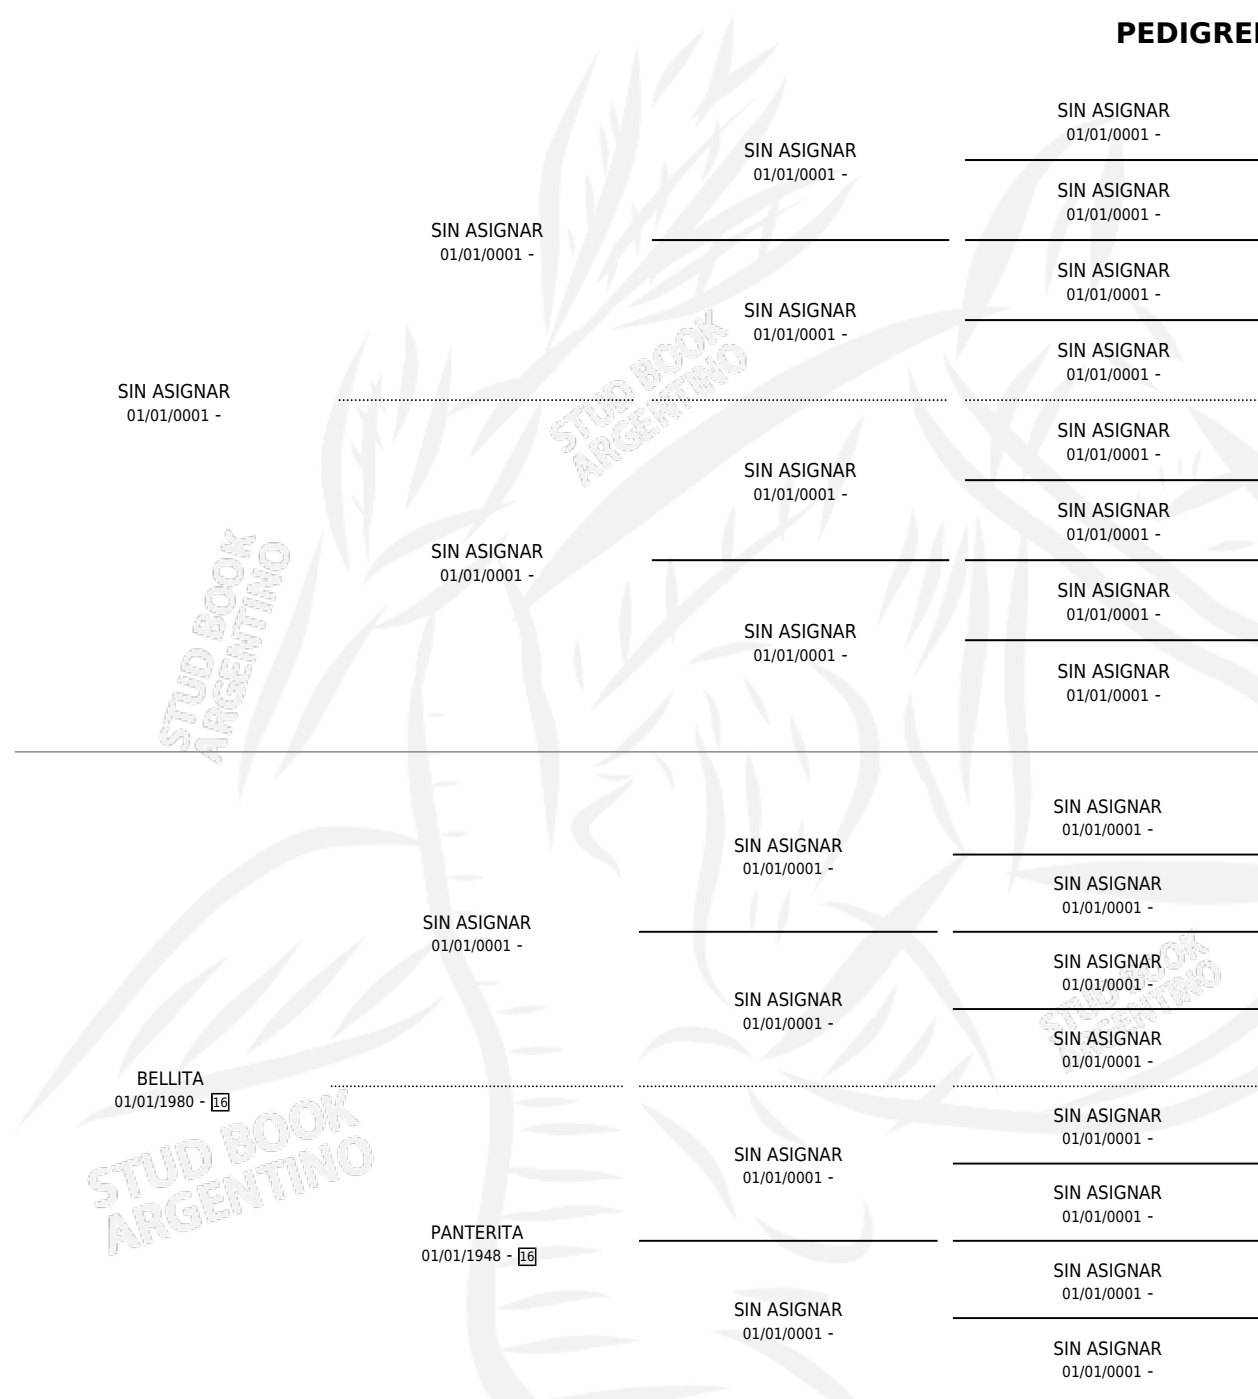 PEDIGREE
SIN ASIGNAR
01/01/0001 -
SIN ASIGNAR
01/01/0001 -
SIN ASIGNAR
01/01/0001 -
SIN ASIGNAR
01/01/0001 -
SIN ASIGNAR
01/01/0001 -
SIN ASIGNAR
01/01/0001 -
SIN ASIGNAR
01/01/0001 -
SIN ASIGNAR
01/01/0001 -
SIN ASIGNAR
01/01/0001 -
SIN ASIGNAR
01/01/0001 -
SIN ASIGNAR
01/01/0001 -
SIN ASIGNAR
01/01/0001 -
SIN ASIGNAR
01/01/0001 -
SIN ASIGNAR
01/01/0001 -
SIN ASIGNAR
01/01/0001 -
STUD BOOK
ARGENTINO
STUD BOOK
ARGENTINO
SIN ASIGNAR
01/01/0001 -
SIN ASIGNAR
01/01/0001 -
SIN ASIGNAR
01/01/0001 -
SIN ASIGNAR
01/01/0001 -
SIN ASIGNAR
01/01/0001 -
SIN ASIGNAR
01/01/0001 -
SIN ASIGNAR
01/01/0001 -
BELLITA
01/01/1980 - 16
SIN ASIGNAR
01/01/0001 -
SIN ASIGNAR
01/01/0001 -
SIN ASIGNAR
01/01/0001 -
PANTERITA
01/01/1948 - 16
SIN ASIGNAR
01/01/0001 -
SIN ASIGNAR
01/01/0001 -
SIN ASIGNAR
01/01/0001 -
STUD BOOK
ARGENTINO
STUD BOOK
ARGENTINO